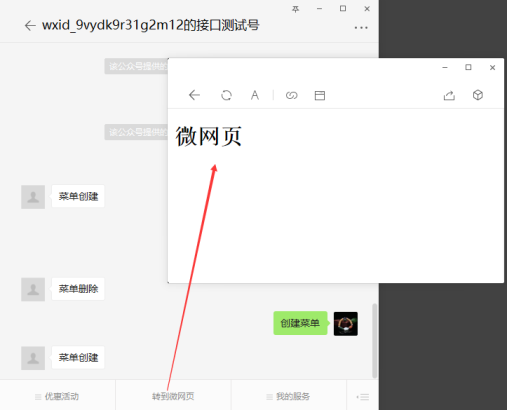 wxid_9vydk9r31g2m12的接口测试号
该公众号提供的
微网页
该公众号提供的
菜单创建
菜单删除
创建菜单
菜单创建
优惠活动
转到微网页
我的服务